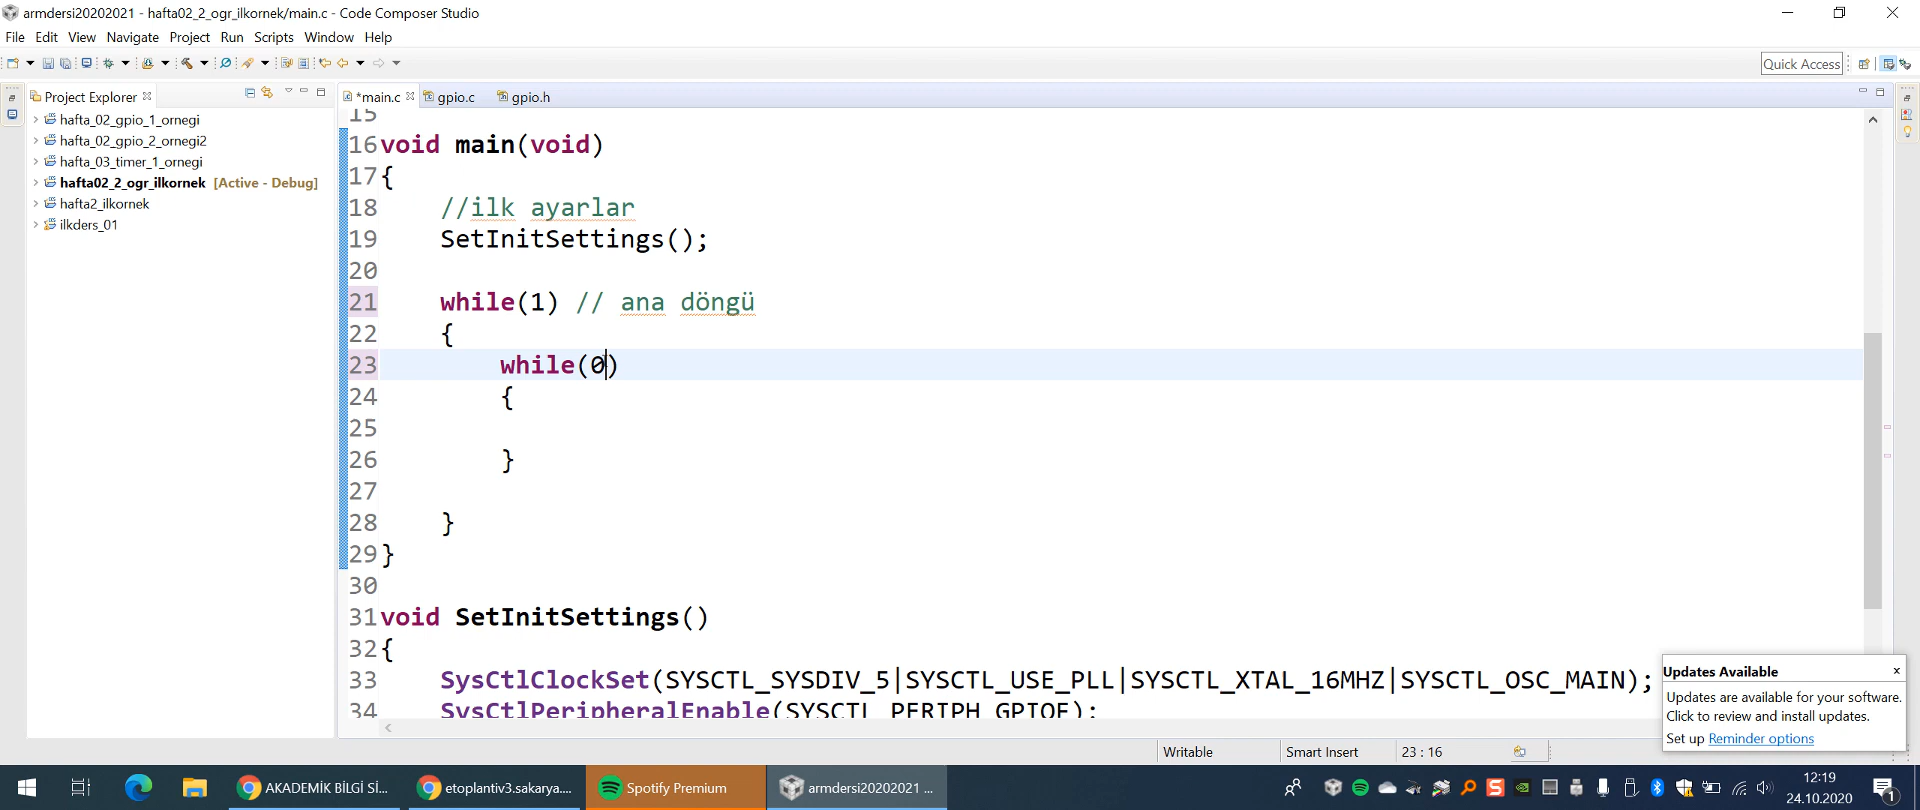 armdersi20202021 - hafta02_2_ogr_ilkornek/main.c - Code Composer Studio
File Edit View Navigate Project Run Scripts Window Help
Quick Access
Project Explorer
*main.c gpio.c gpio.h
hafta_02_gpio_1_ornegi
hafta_02_gpio_2_ornegi2
hafta_03_timer_1_ornegi
hafta02_2_ogr_ilkornek [Active - Debug]
hafta2_ilkornek
ilkders_01
15
16 void main(void)
17 {
18 //ilk ayarlar
19 SetInitSettings();
20
21 while(1) // ana döngü
22 {
23 while(0)
24 {
25
26 }
27
28 }
29 }
30
31 void SetInitSettings()
32 {
33 SysCtlClockSet(SYSCTL_SYSDIV_5|SYSCTL_USE_PLL|SYSCTL_XTAL_16MHZ|SYSCTL_OSC_MAIN);
34 SysCtlPeripheralEnable(SYSCTL_PERIPH_GPIOF);
Updates Available x
Updates are available for your software.
Click to review and install updates.
Set up Reminder options
Writable Smart Insert 23 : 16
AKADEMİK BİLGİ Sİ... etoplantiv3.sakarya.... Spotify Premium armdersi20202021 ...
12:19
24.10.2020
1